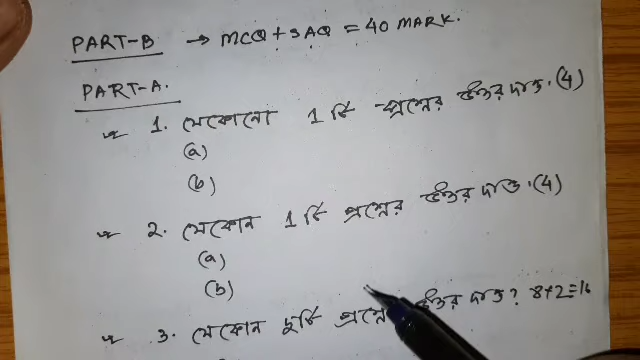 PART-B → MCQ + SAQ = 40 MARK.
PART-A.
1. যেকোনো 1 টি প্রশ্নের উত্তর দাও. (4)
(a)
(b)
2. যেকোন 1 টি প্রশ্নের উত্তর দাও. (4)
(a)
(b)
3. যেকোন দুটি প্রশ্নের উত্তর দাও? 8×2=16